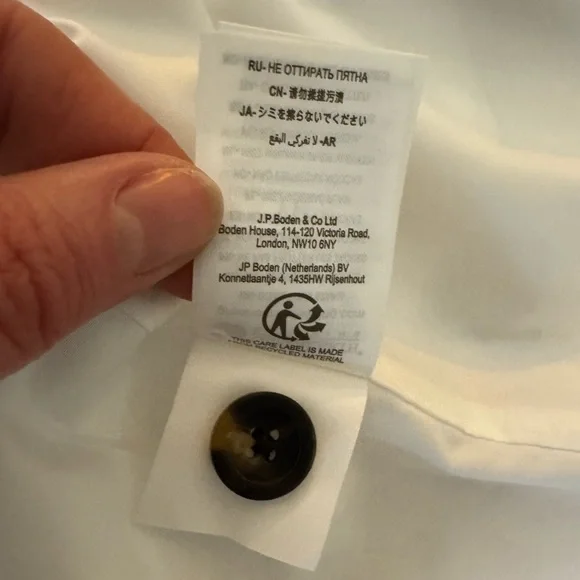 RU- НЕ ОТТИРАТЬ ПЯТНА
CN- 请勿揉搓污渍
JA- シミを擦らないでください
AR- لا تفركي البقع
J.P.Boden & Co Ltd
Boden House, 114-120 Victoria Road,
London, NW10 6NY
JP Boden (Netherlands) BV
Konnetlaantje 4, 1435HW Rijsenhout
THIS CARE LABEL IS MADE
FROM RECYCLED MATERIAL